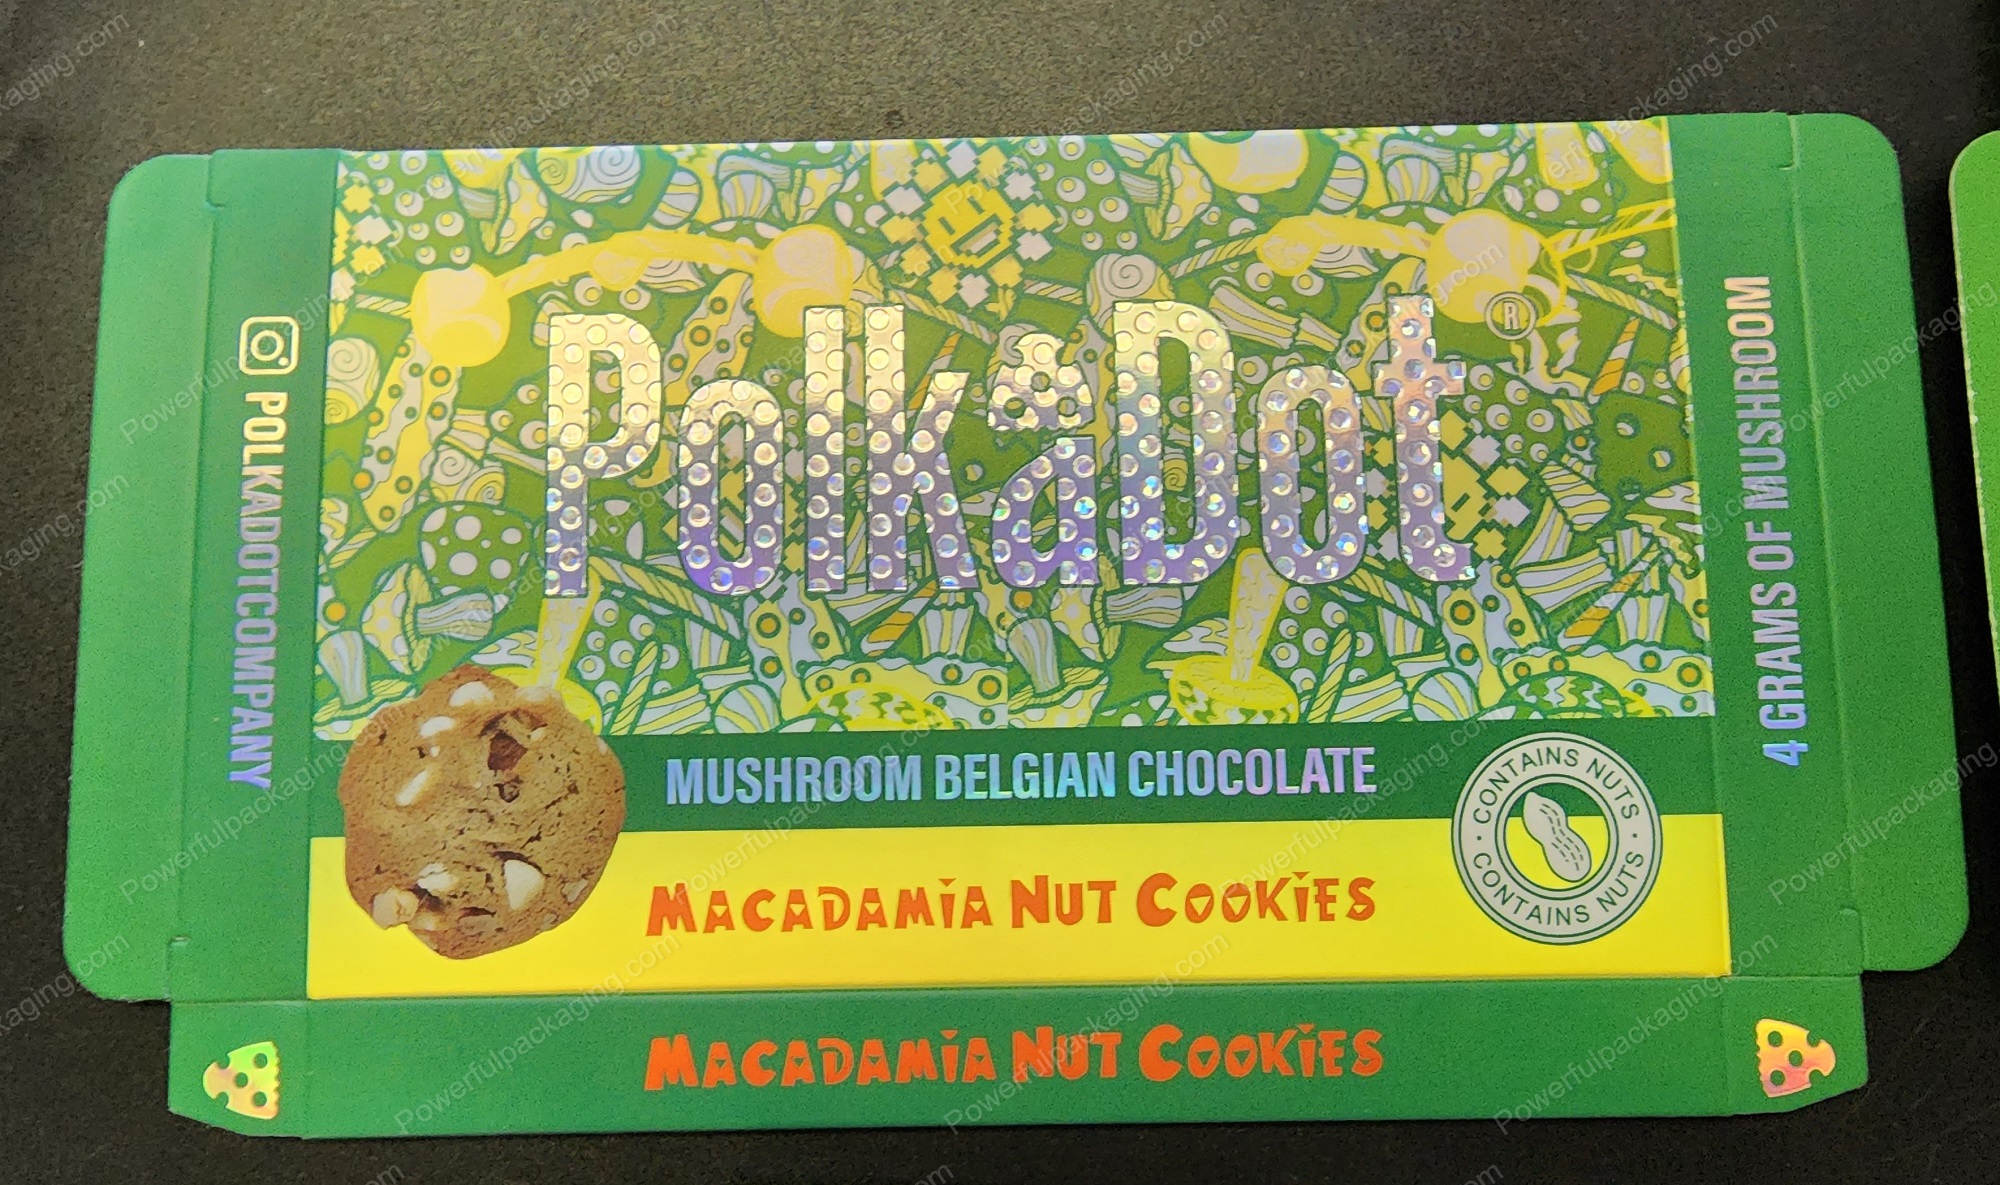 PolkaDot
®
POLKADOTCOMPANY
4 GRAMS OF MUSHROOM
MUSHROOM BELGIAN CHOCOLATE
MACADAMIA NUT COOKIES
· CONTAINS NUTS ·
CONTAINS NUTS
MACADAMIA NUT COOKIES
Powerfulpackaging.com